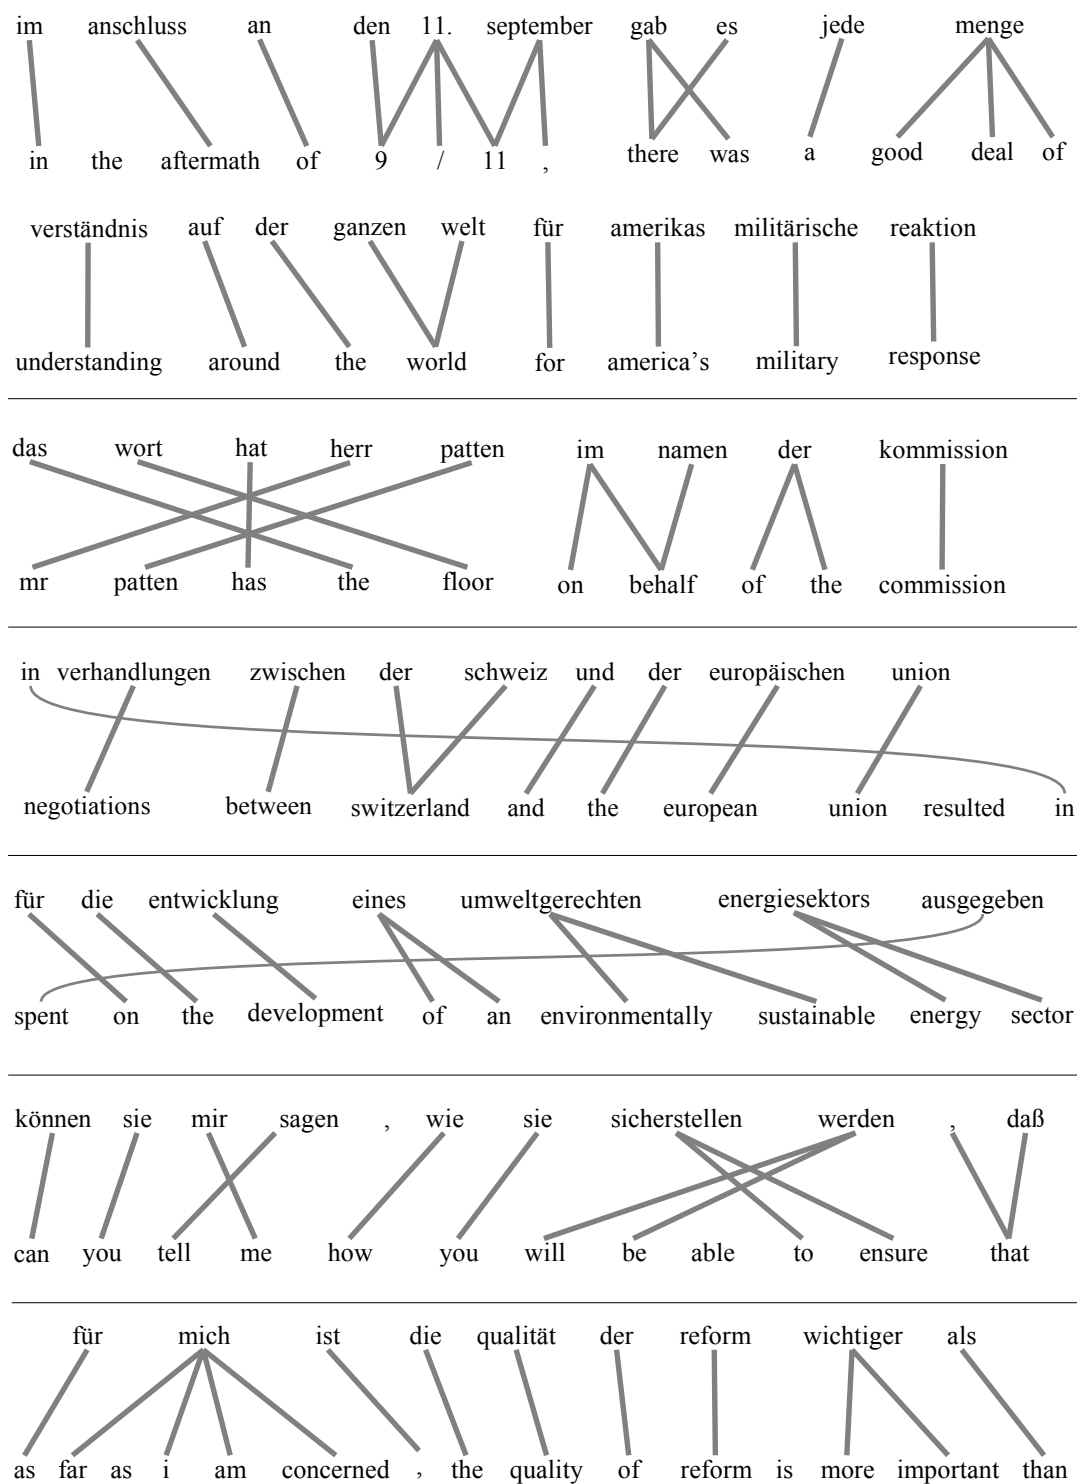 im anschluss an den 11. september gab es jede menge
in the aftermath of 9 / 11 , there was a good deal of
verständnis auf der ganzen welt für amerikas militärische reaktion
understanding around the world for america's military response
das wort hat herr patten im namen der kommission
mr patten has the floor on behalf of the commission
in verhandlungen zwischen der schweiz und der europäischen union
negotiations between switzerland and the european union resulted in
für die entwicklung eines umweltgerechten energiesektors ausgegeben
spent on the development of an environmentally sustainable energy sector
können sie mir sagen , wie sie sicherstellen werden , daß
can you tell me how you will be able to ensure that
für mich ist die qualität der reform wichtiger als
as far as i am concerned , the quality of reform is more important than